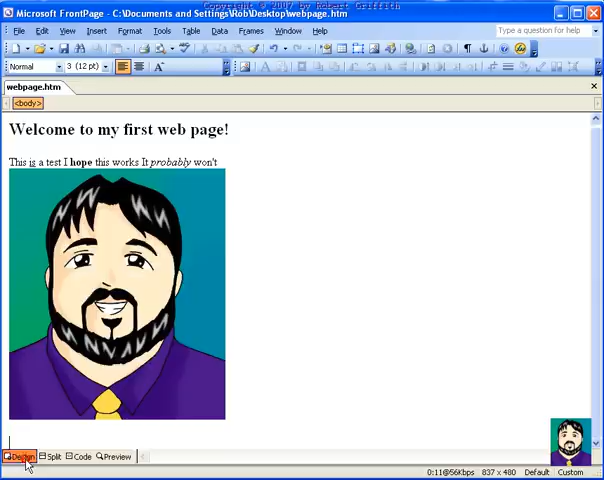 Copyright © 2007 by Robert Griffith
Microsoft FrontPage - C:\Documents and Settings\Rob\Desktop\webpage.htm
File Edit View Insert Format Tools Table Data Frames Window Help
Type a question for help
Normal 3 (12 pt)
webpage.htm
<body>
Welcome to my first web page!
This is a test I hope this works It probably won't
Design Split Code Preview
0:11@56Kbps 837 x 480 Default Custom